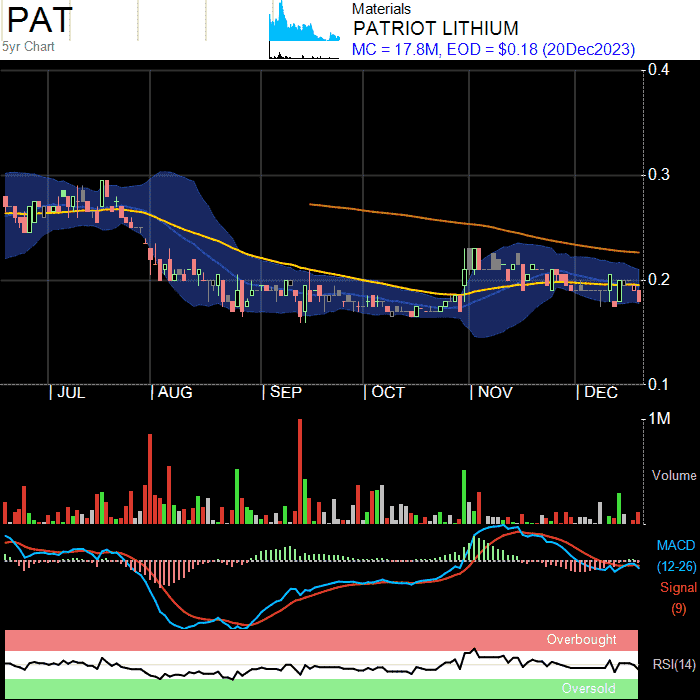 PAT
5yr Chart
Materials
PATRIOT LITHIUM
MC = 17.8M, EOD = $0.18 (20Dec2023)
0.4
0.3
0.2
0.1
| JUL | AUG | SEP | OCT | NOV | DEC
1M
Volume
MACD
(12-26)
Signal
(9)
Overbought
RSI(14)
Oversold